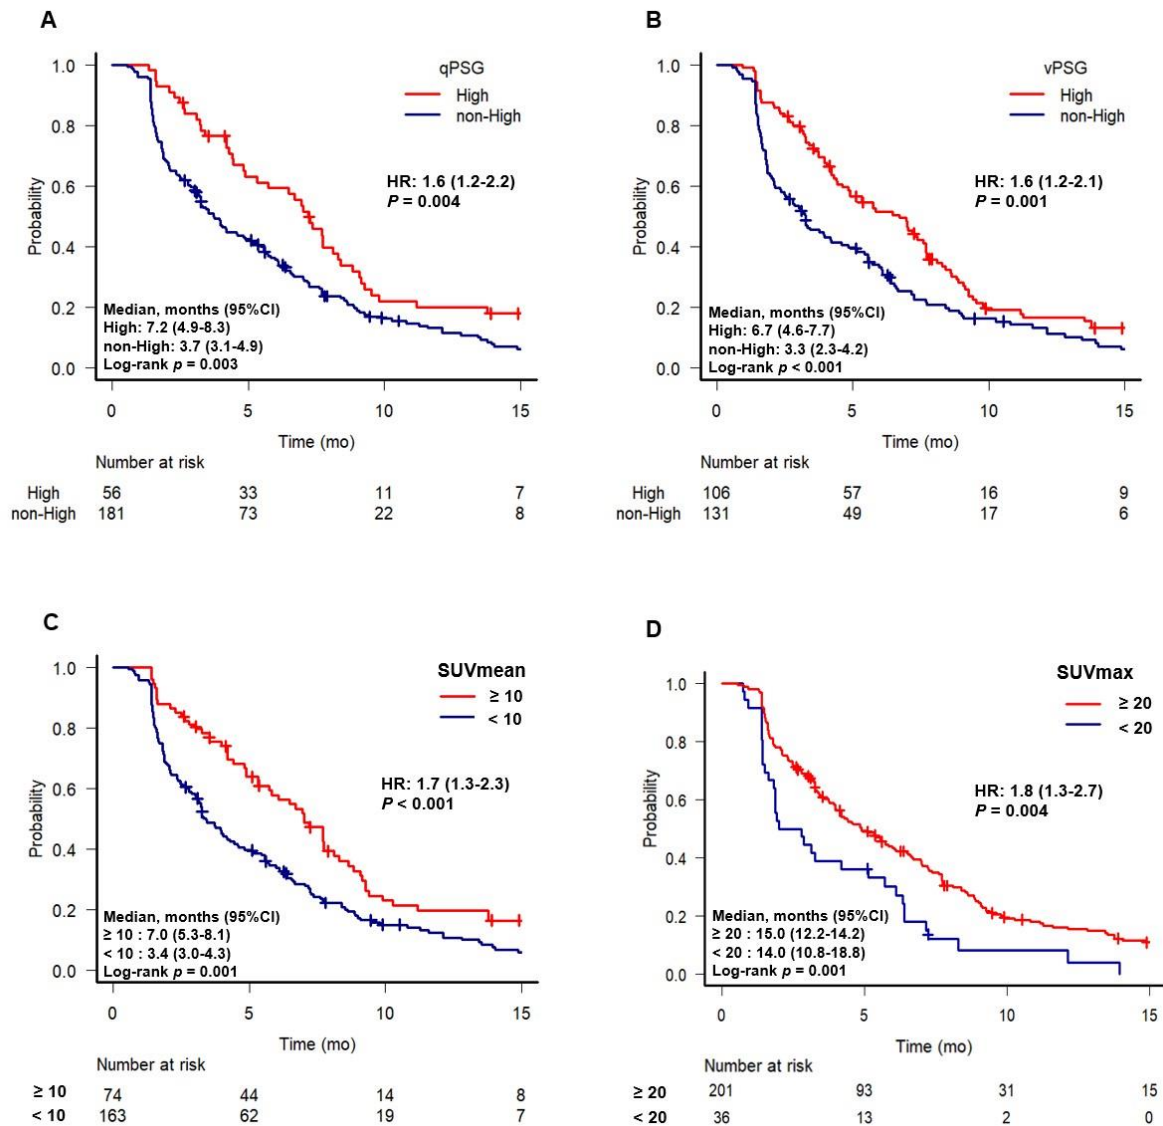 A
qPSG
High
non-High
HR: 1.6 (1.2-2.2)
P = 0.004
Probability
1.0
0.8
0.6
0.4
0.2
0.0
Median, months (95%CI)
High: 7.2 (4.9-8.3)
non-High: 3.7 (3.1-4.9)
Log-rank p = 0.003
0 5 10 15
Time (mo)
Number at risk
High 56 33 11 7
non-High 181 73 22 8
B
vPSG
High
non-High
HR: 1.6 (1.2-2.1)
P = 0.001
Probability
1.0
0.8
0.6
0.4
0.2
0.0
Median, months (95%CI)
High: 6.7 (4.6-7.7)
non-High: 3.3 (2.3-4.2)
Log-rank p < 0.001
0 5 10 15
Time (mo)
Number at risk
High 106 57 16 9
non-High 131 49 17 6
C
SUVmean
≥ 10
< 10
HR: 1.7 (1.3-2.3)
P < 0.001
Probability
1.0
0.8
0.6
0.4
0.2
0.0
Median, months (95%CI)
≥ 10 : 7.0 (5.3-8.1)
< 10 : 3.4 (3.0-4.3)
Log-rank p = 0.001
0 5 10 15
Time (mo)
Number at risk
≥ 10 74 44 14 8
< 10 163 62 19 7
D
SUVmax
≥ 20
< 20
HR: 1.8 (1.3-2.7)
P = 0.004
Probability
1.0
0.8
0.6
0.4
0.2
0.0
Median, months (95%CI)
≥ 20 : 15.0 (12.2-14.2)
< 20 : 14.0 (10.8-18.8)
Log-rank p = 0.001
0 5 10 15
Time (mo)
Number at risk
≥ 20 201 93 31 15
< 20 36 13 2 0